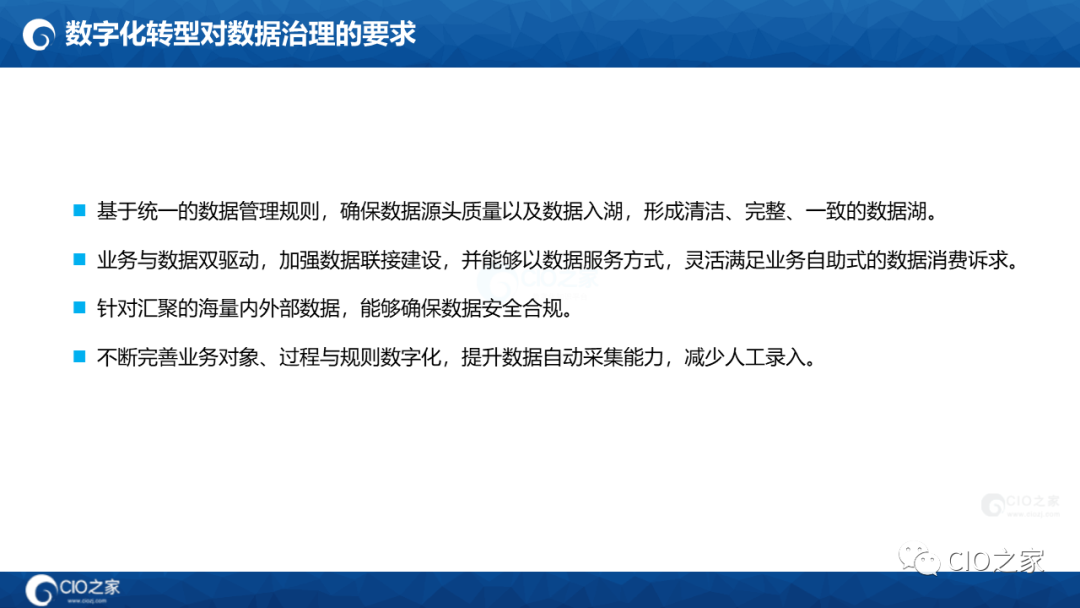 数字化转型对数据治理的要求
基于统一的数据管理规则，确保数据源头质量以及数据入湖，形成清洁、完整、一致的数据湖。
业务与数据双驱动，加强数据联接建设，并能够以数据服务方式，灵活满足业务自助式的数据消费诉求。
CIO之家
针对汇聚的海量内外部数据，能够确保数据安全合规。
不断完善业务对象、过程与规则数字化，提升数据自动采集能力，减少人工录入。
CIO之家
www.ciozj.com
CIO之家
CIO之家
www.ciozj.com